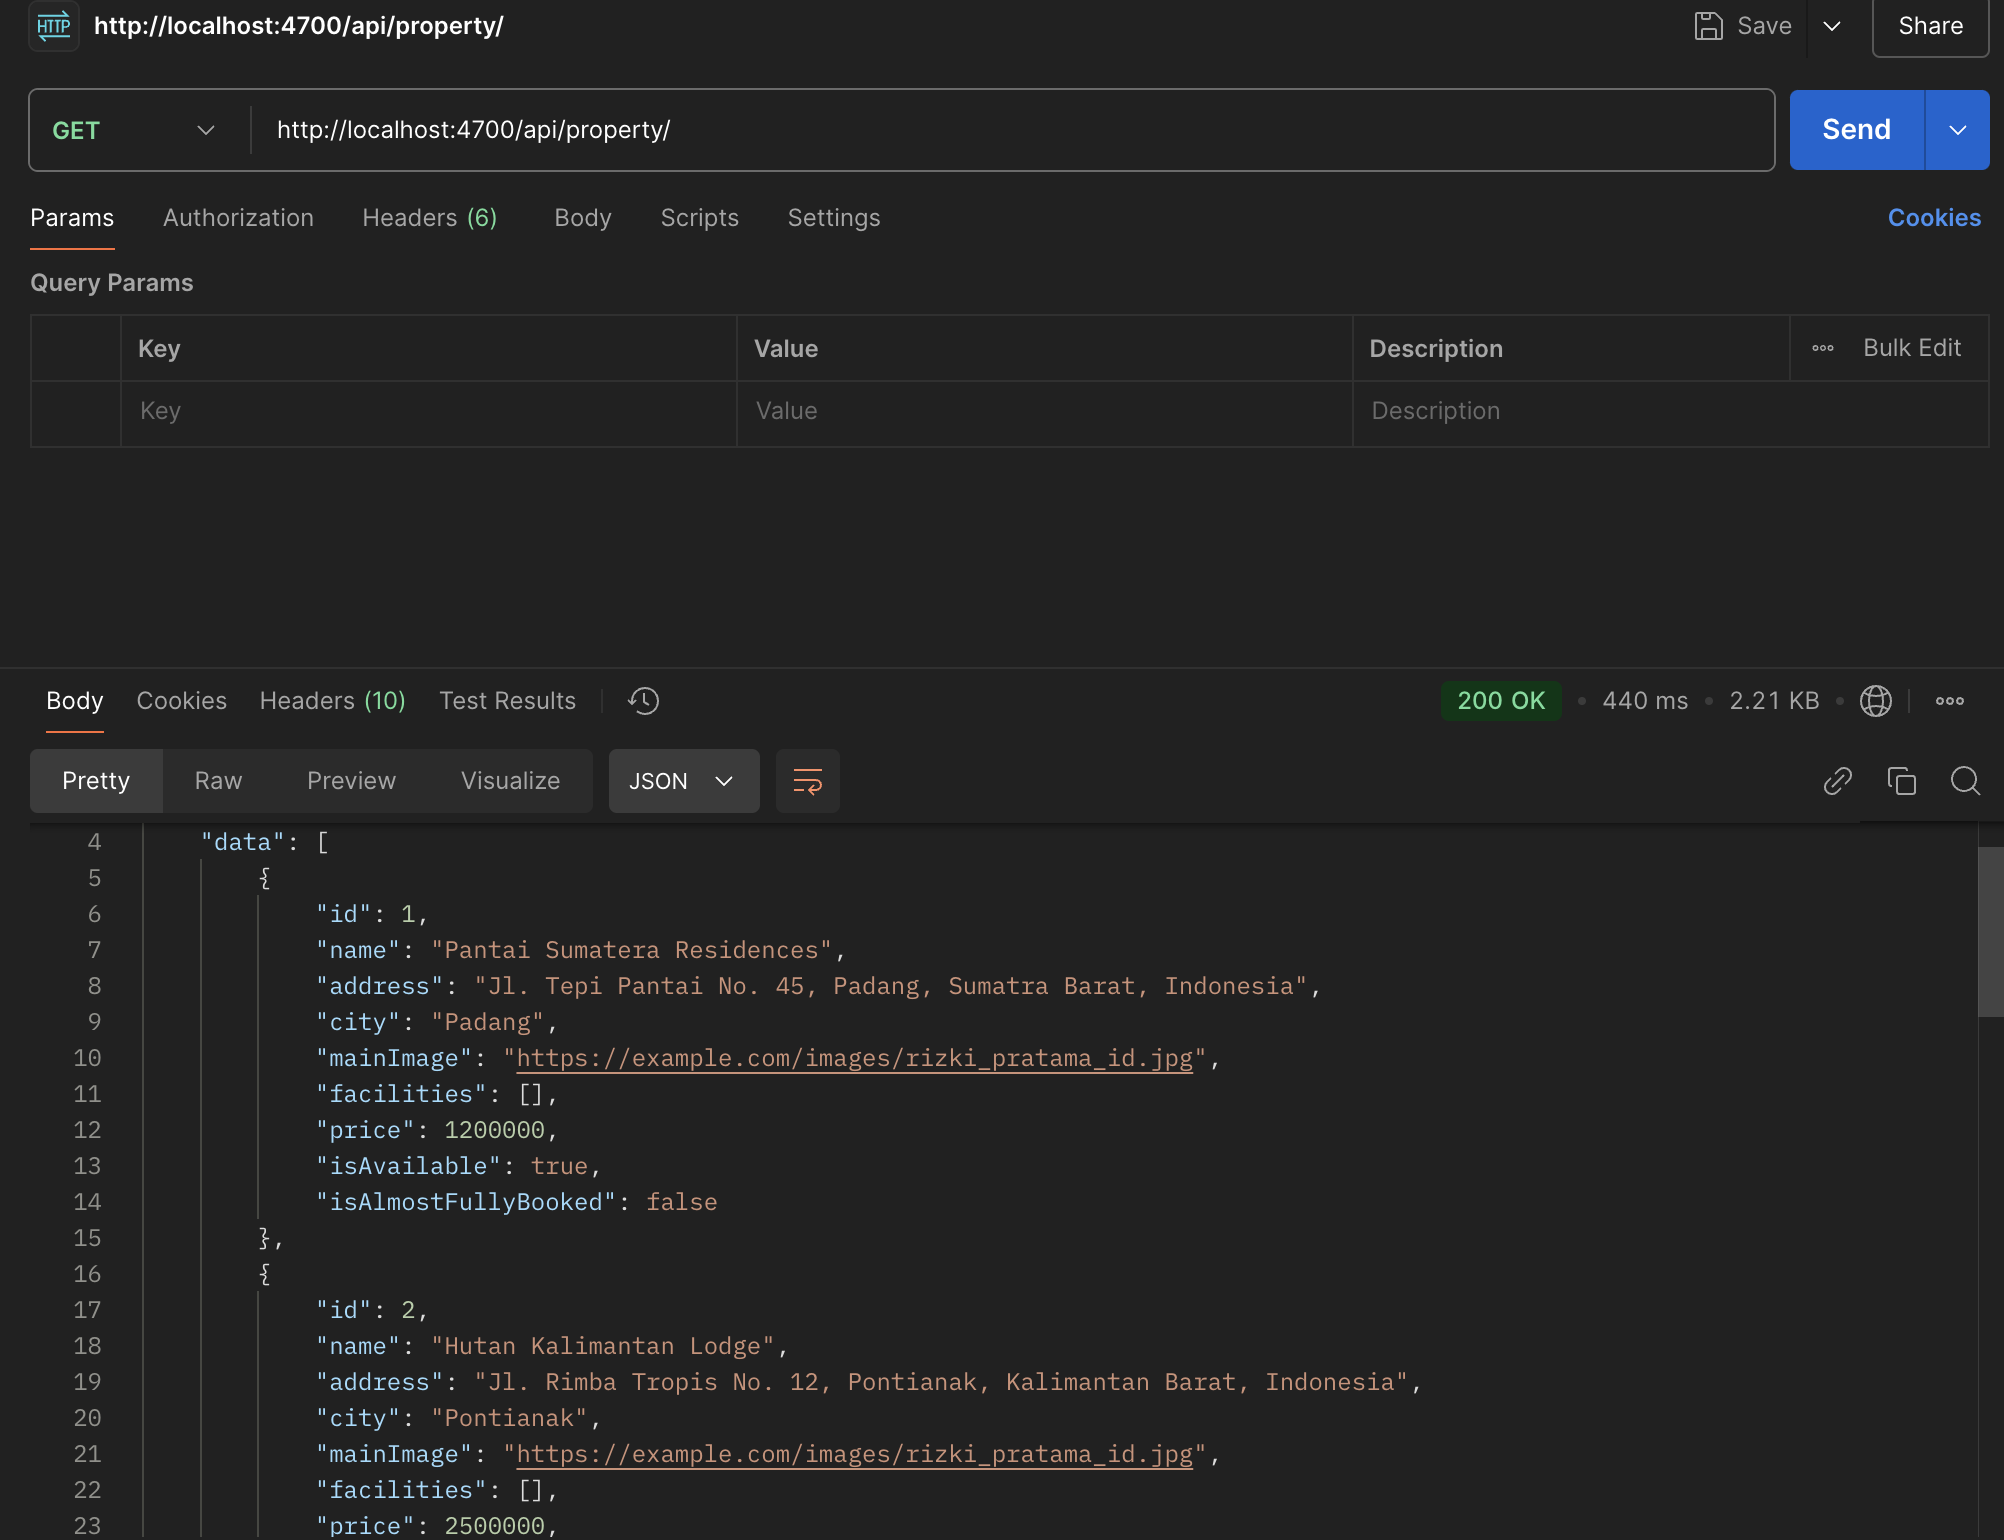 HTTP http://localhost:4700/api/property/ Save Share
GET http://localhost:4700/api/property/ Send
Params Authorization Headers (6) Body Scripts Settings Cookies
Query Params
Key Value Description Bulk Edit
Key Value Description
Body Cookies Headers (10) Test Results 200 OK • 440 ms • 2.21 KB •
Pretty Raw Preview Visualize JSON
4 "data": [
5 {
6 "id": 1,
7 "name": "Pantai Sumatera Residences",
8 "address": "Jl. Tepi Pantai No. 45, Padang, Sumatra Barat, Indonesia",
9 "city": "Padang",
10 "mainImage": "https://example.com/images/rizki_pratama_id.jpg",
11 "facilities": [],
12 "price": 1200000,
13 "isAvailable": true,
14 "isAlmostFullyBooked": false
15 },
16 {
17 "id": 2,
18 "name": "Hutan Kalimantan Lodge",
19 "address": "Jl. Rimba Tropis No. 12, Pontianak, Kalimantan Barat, Indonesia",
20 "city": "Pontianak",
21 "mainImage": "https://example.com/images/rizki_pratama_id.jpg",
22 "facilities": [],
23 "price": 2500000,